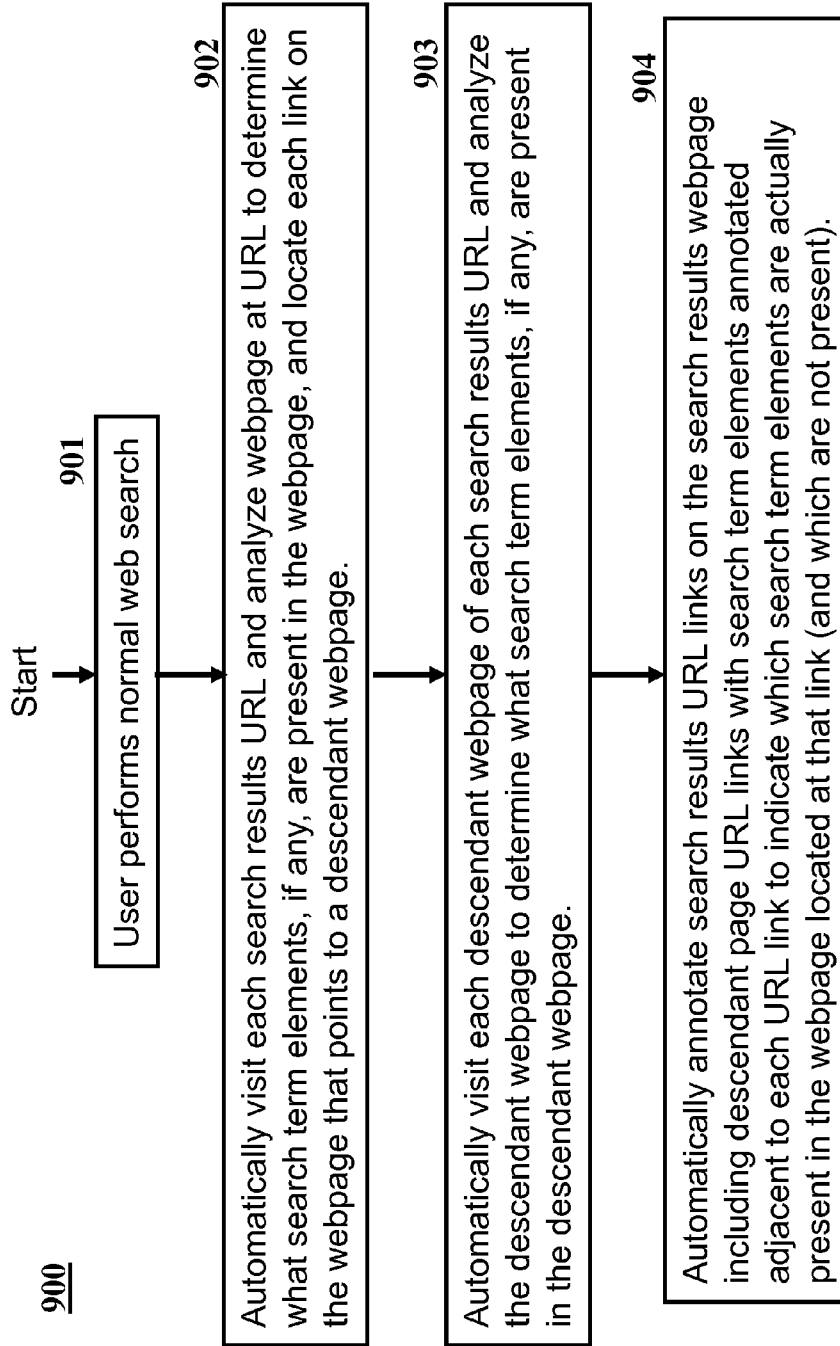 900
Start
901
User performs normal web search
902
Automatically visit each search results URL and analyze webpage at URL to determine
what search term elements, if any, are present in the webpage, and locate each link on
the webpage that points to a descendant webpage.
903
Automatically visit each descendant webpage of each search results URL and analyze
the descendant webpage to determine what search term elements, if any, are present
in the descendant webpage.
904
Automatically annotate search results URL links on the search results webpage
including descendant page URL links with search term elements annotated
adjacent to each URL link to indicate which search term elements are actually
present in the webpage located at that link (and which are not present).